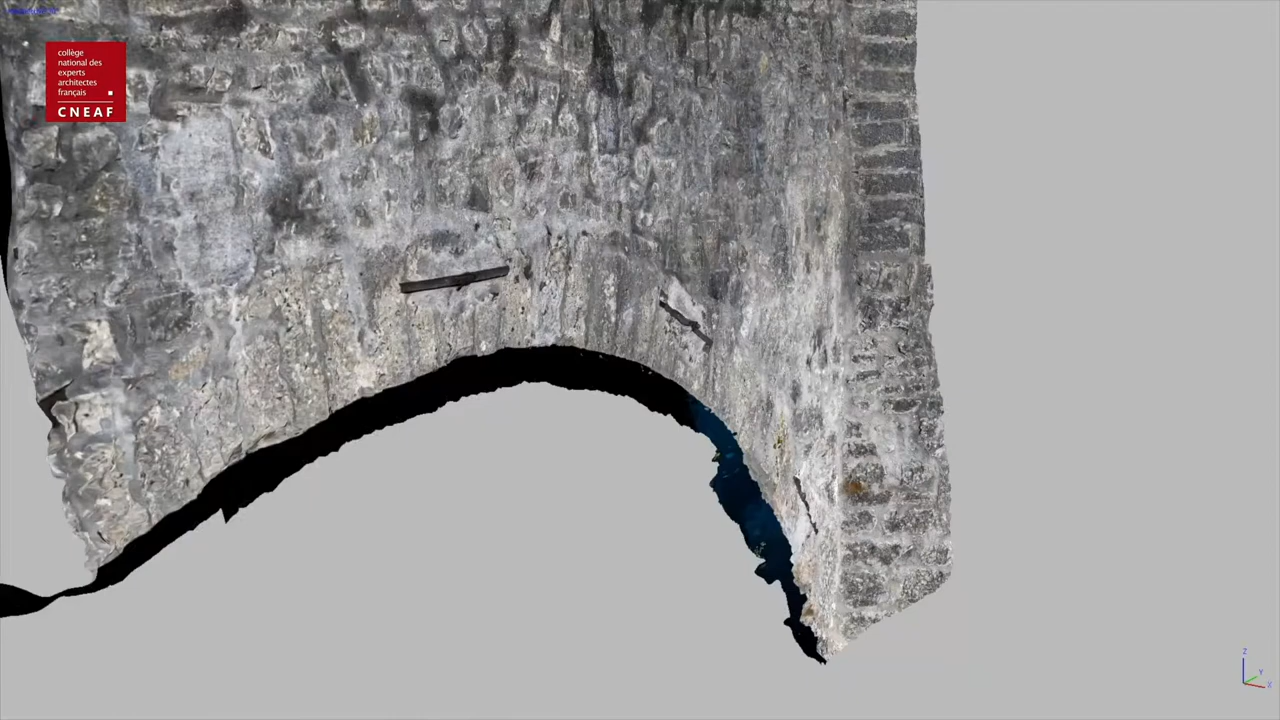 collège
national des
experts
architectes
français
CNEAF
Z
Y
X